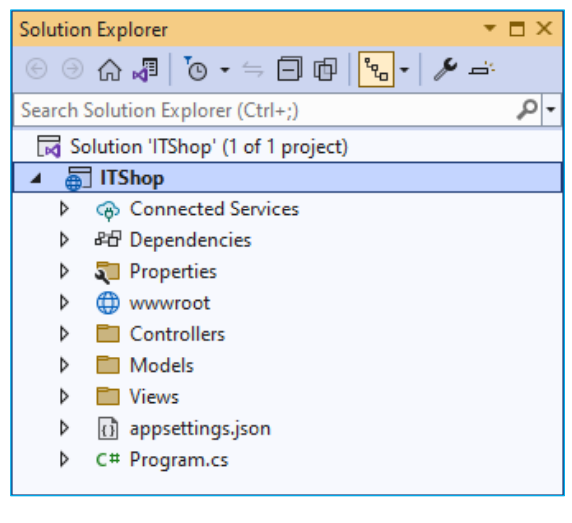 Solution Explorer
Search Solution Explorer (Ctrl+;)
Solution 'ITShop' (1 of 1 project)
ITShop
Connected Services
Dependencies
Properties
wwwroot
Controllers
Models
Views
appsettings.json
C# Program.cs